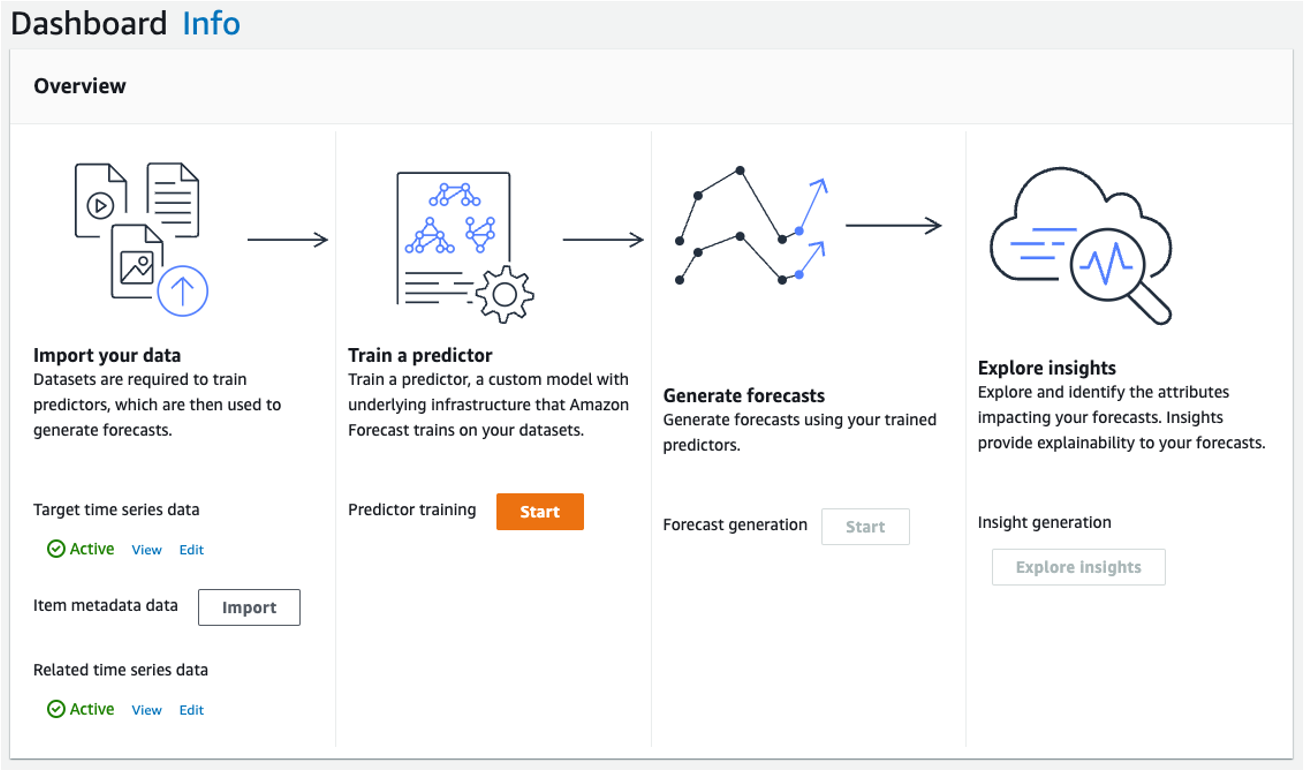 Dashboard Info
Overview
Import your data
Datasets are required to train
predictors, which are then used to
generate forecasts.
Target time series data
Active View Edit
Item metadata data Import
Related time series data
Active View Edit
Train a predictor
Train a predictor, a custom model with
underlying infrastructure that Amazon
Forecast trains on your datasets.
Predictor training Start
Generate forecasts
Generate forecasts using your trained
predictors.
Forecast generation Start
Explore insights
Explore and identify the attributes
impacting your forecasts. Insights
provide explainability to your forecasts.
Insight generation
Explore insights